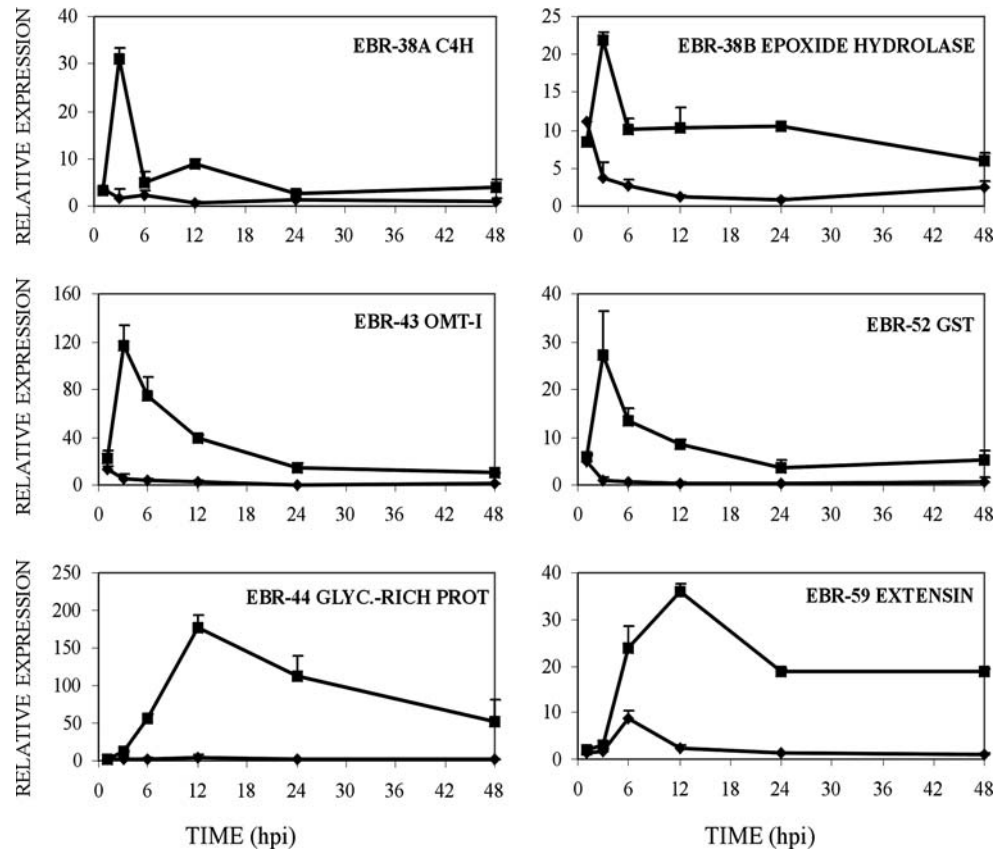 RELATIVE EXPRESSION
40
30
20
10
0
EBR-38A C4H
0 6 12 18 24 30 36 42 48
25
20
15
10
5
0
EBR-38B EPOXIDE HYDROLASE
0 6 12 18 24 30 36 42 48
RELATIVE EXPRESSION
160
120
80
40
0
EBR-43 OMT-I
0 6 12 18 24 30 36 42 48
40
30
20
10
0
EBR-52 GST
0 6 12 18 24 30 36 42 48
RELATIVE EXPRESSION
250
200
150
100
50
0
EBR-44 GLYC.-RICH PROT
0 6 12 18 24 30 36 42 48
TIME (hpi)
40
30
20
10
0
EBR-59 EXTENSIN
0 6 12 18 24 30 36 42 48
TIME (hpi)